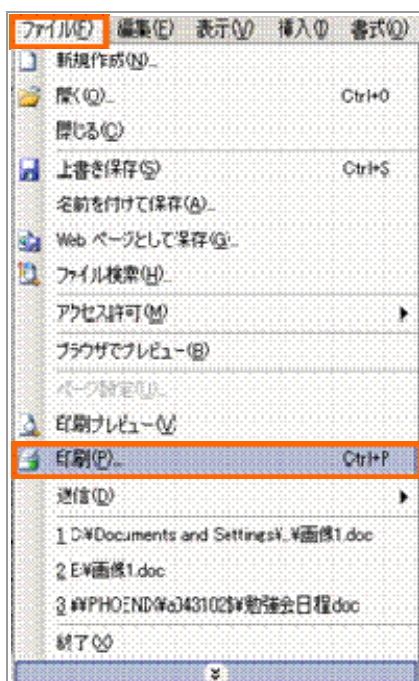 ファイル(F) 編集(E) 表示(V) 挿入(I) 書式(O)
新規作成(N)...
開く(O)... Ctrl+O
閉じる(C)
上書き保存(S) Ctrl+S
名前を付けて保存(A)...
Web ページとして保存(G)...
ファイル検索(H)...
アクセス許可(M)
ブラウザでプレビュー(B)
ページ設定(U)...
印刷プレビュー(V)
印刷(P)... Ctrl+P
送信(D)
1 C:¥Documents and Settings¥...¥画像1.doc
2 E:¥画像1.doc
3 ¥勉強会日程.doc
終了(X)